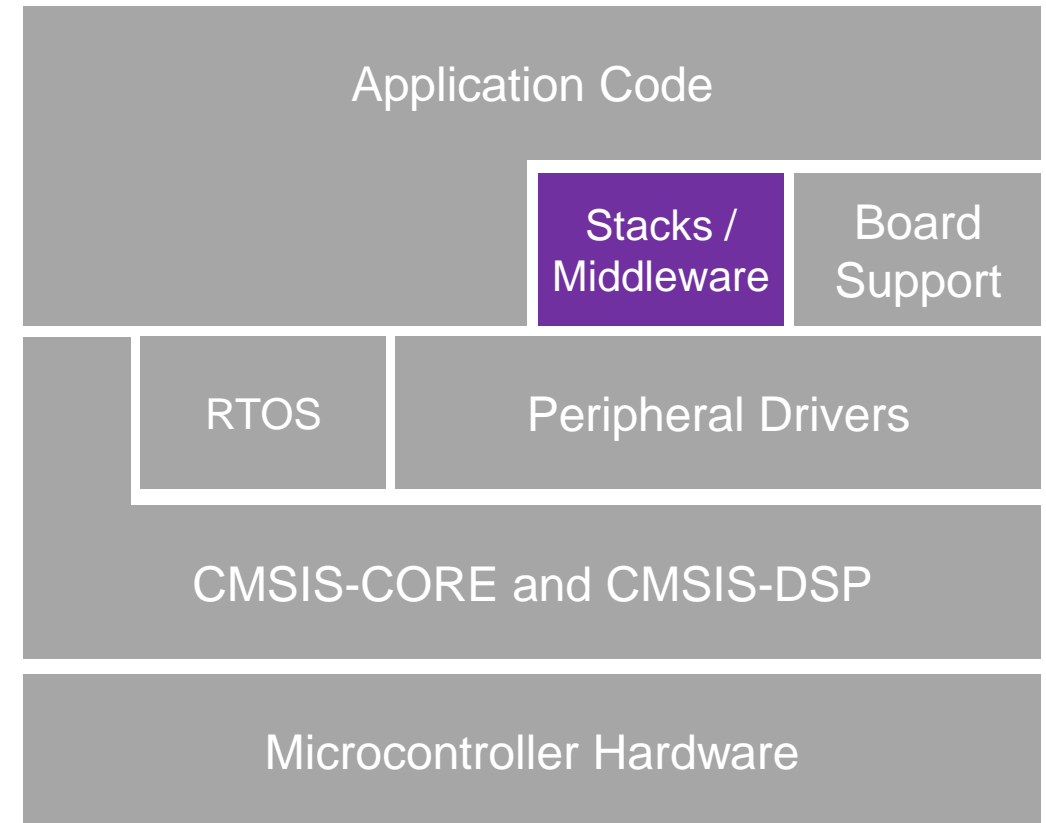 Application Code
Stacks /
Middleware
Board
Support
RTOS
Peripheral Drivers
CMSIS-CORE and CMSIS-DSP
Microcontroller Hardware